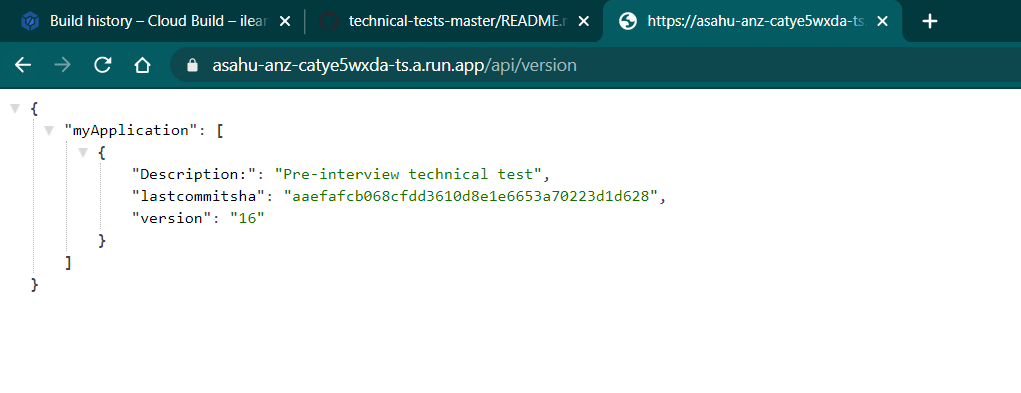 Build history – Cloud Build – ilear
technical-tests-master/README.m
https://asahu-anz-catye5wxda-ts
asahu-anz-catye5wxda-ts.a.run.app/api/version
{
"myApplication": [
{
"Description:": "Pre-interview technical test",
"lastcommitsha": "aaefafcb068cfdd3610d8e1e6653a70223d1d628",
"version": "16"
}
]
}